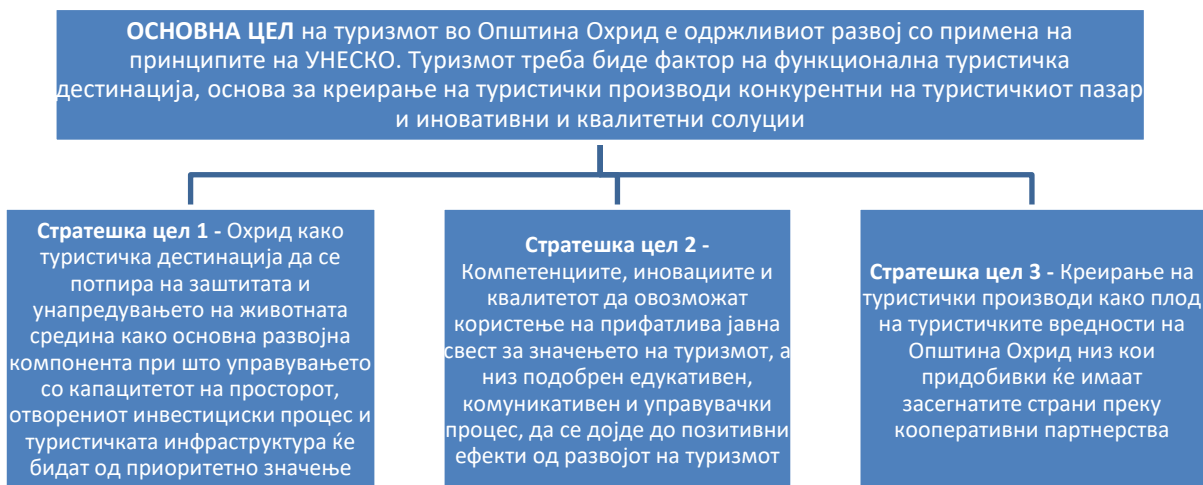 ОСНОВНА ЦЕЛ на туризмот во Општина Охрид е одржливиот развој со примена на
принципите на УНЕСКО. Туризмот треба биде фактор на функционална туристичка
дестинација, основа за креирање на туристички производи конкурентни на туристичкиот пазар
и иновативни и квалитетни солуции
Стратешка цел 1 - Охрид како
туристичка дестинација да се
потпира на заштитата и
унапредувањето на животната
средина како основна развојна
компонента при што управувањето
со капацитетот на просторот,
отворениот инвестициски процес и
туристичката инфраструктура ќе
бидат од приоритетно значење
Стратешка цел 2 -
Компетенциите, иновациите и
квалитетот да овозможат
користење на прифатлива јавна
свест за значењето на туризмот, а
низ подобрен едукативен,
комуникативен и управувачки
процес, да се дојде до позитивни
ефекти од развојот на туризмот
Стратешка цел 3 - Креирање на
туристички производи како плод
на туристичките вредности на
Општина Охрид низ кои
придобивки ќе имаат
засегнатите страни преку
кооперативни партнерства